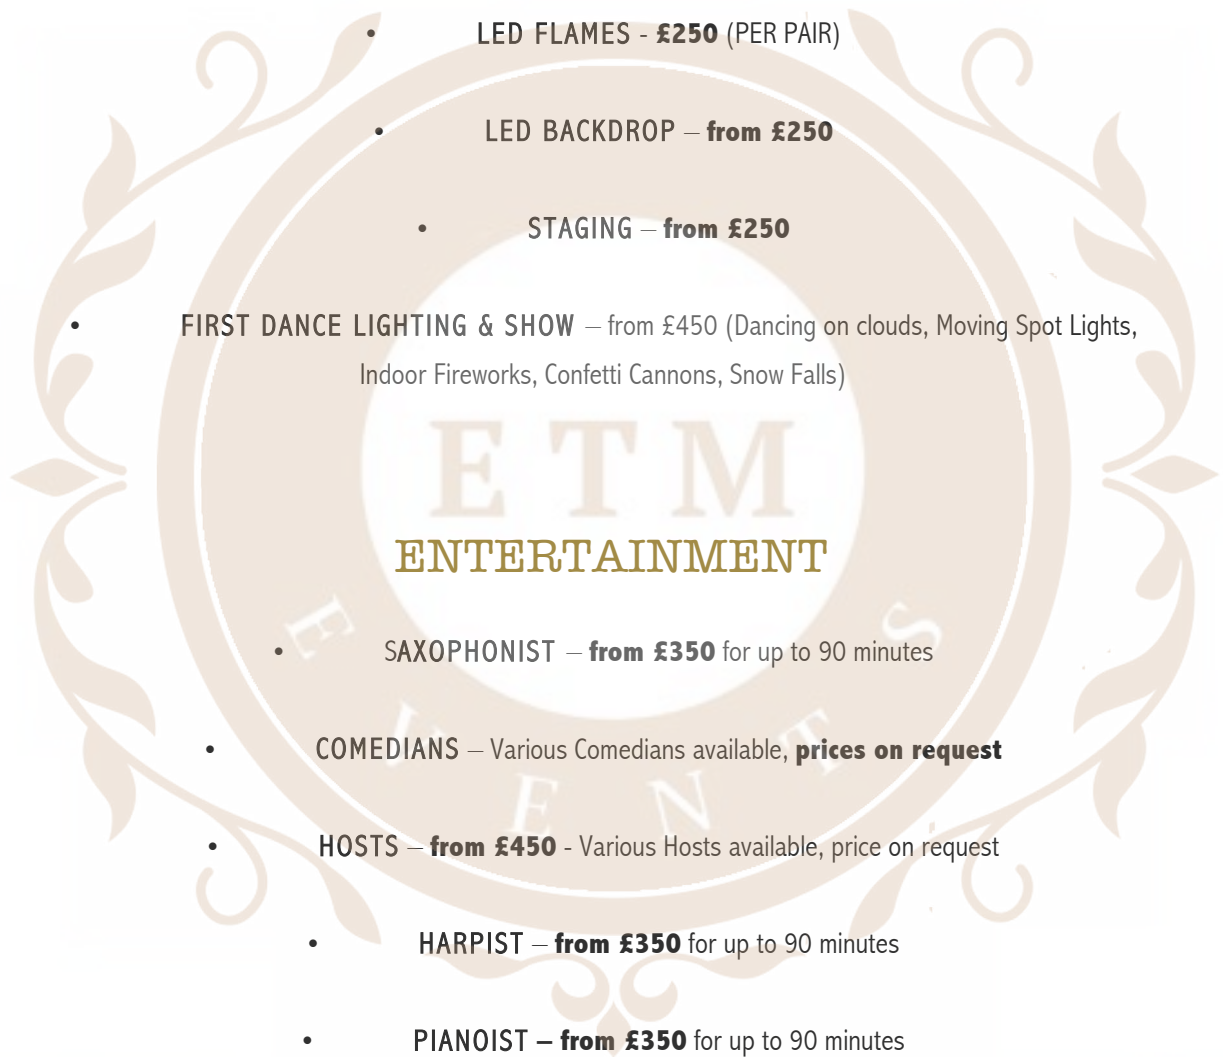 • LED FLAMES - £250 (PER PAIR)
• LED BACKDROP – from £250
• STAGING – from £250
• FIRST DANCE LIGHTING & SHOW – from £450 (Dancing on clouds, Moving Spot Lights,
Indoor Fireworks, Confetti Cannons, Snow Falls)
ETM
ENTERTAINMENT
EVENTS
• SAXOPHONIST – from £350 for up to 90 minutes
• COMEDIANS – Various Comedians available, prices on request
• HOSTS – from £450 - Various Hosts available, price on request
• HARPIST – from £350 for up to 90 minutes
• PIANOIST – from £350 for up to 90 minutes